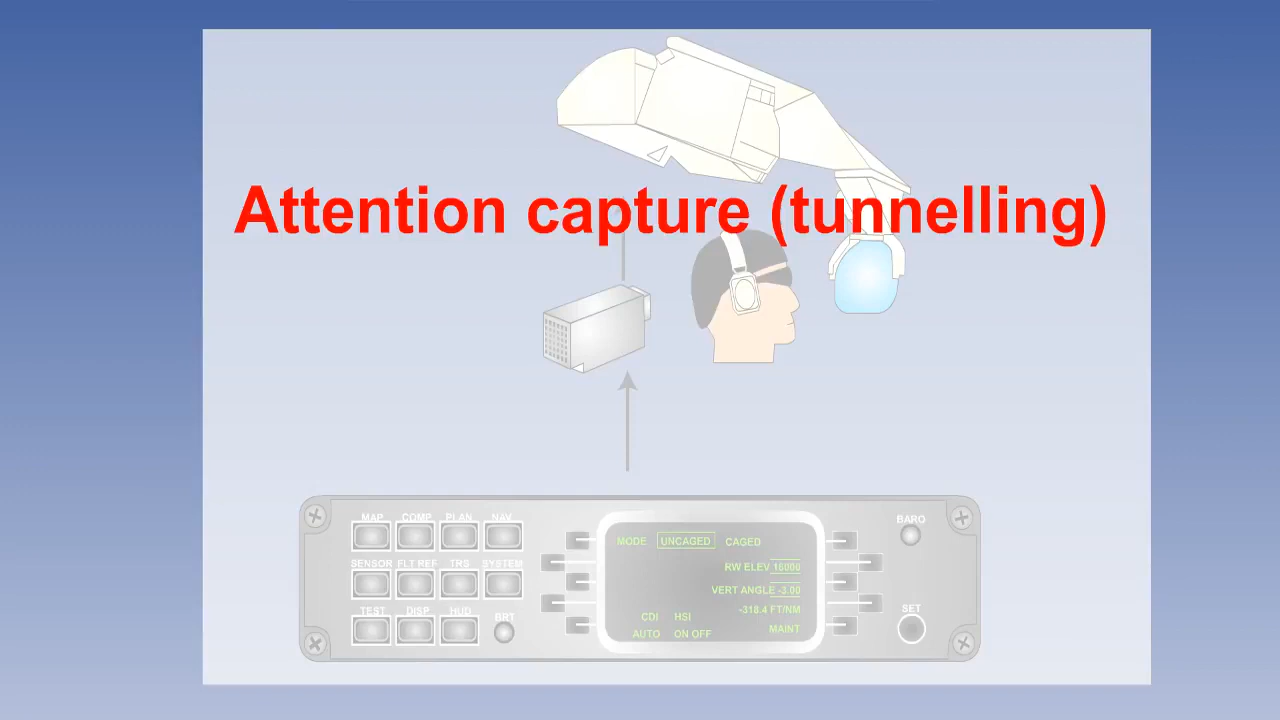 Attention capture (tunnelling)
MAP COMP PLAN NAV
SENSOR FLT REF TRS SYSTEM
TEST DISP HUD BRT
MODE UNCAGED CAGED
RW ELEV 16000
VERT ANGLE -3.00
-318.4 FT/NM
CDI HSI
MAINT
AUTO ON OFF
BARO
SET